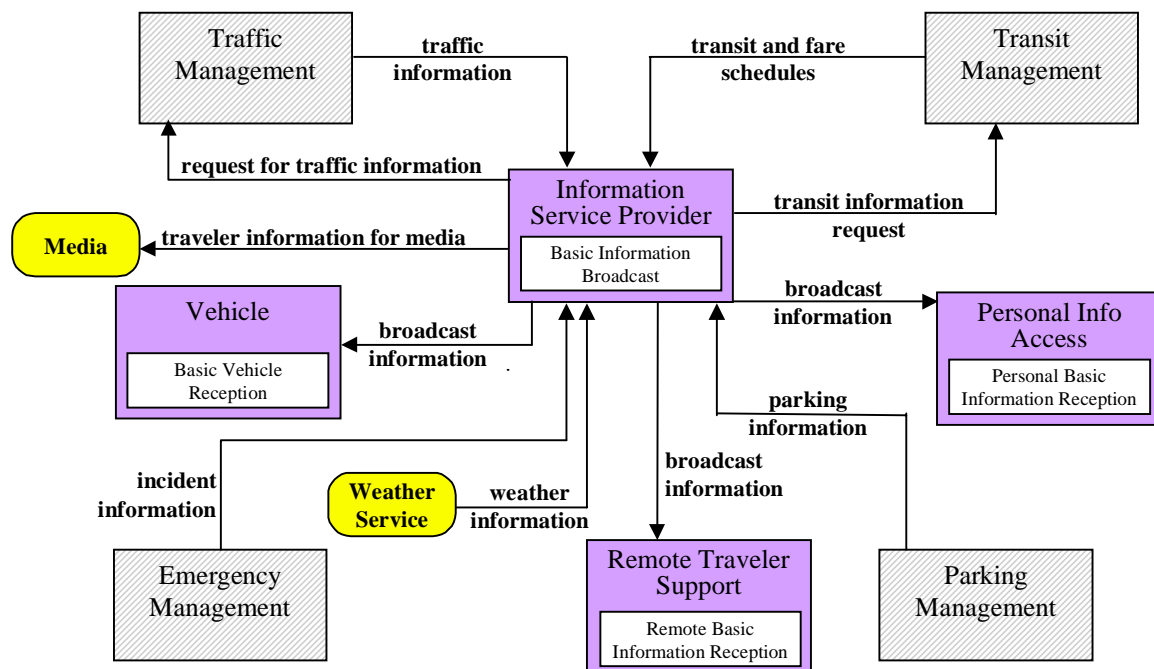 Traffic
Management
traffic
information
transit and fare
schedules
Transit
Management
request for traffic information
Information
Service Provider
Basic Information
Broadcast
transit information
request
Media
traveler information for media
Vehicle
Basic Vehicle
Reception
broadcast
information
.
broadcast
information
Personal Info
Access
Personal Basic
Information Reception
parking
information
incident
information
Weather
Service
weather
information
broadcast
information
Emergency
Management
Remote Traveler
Support
Remote Basic
Information Reception
Parking
Management